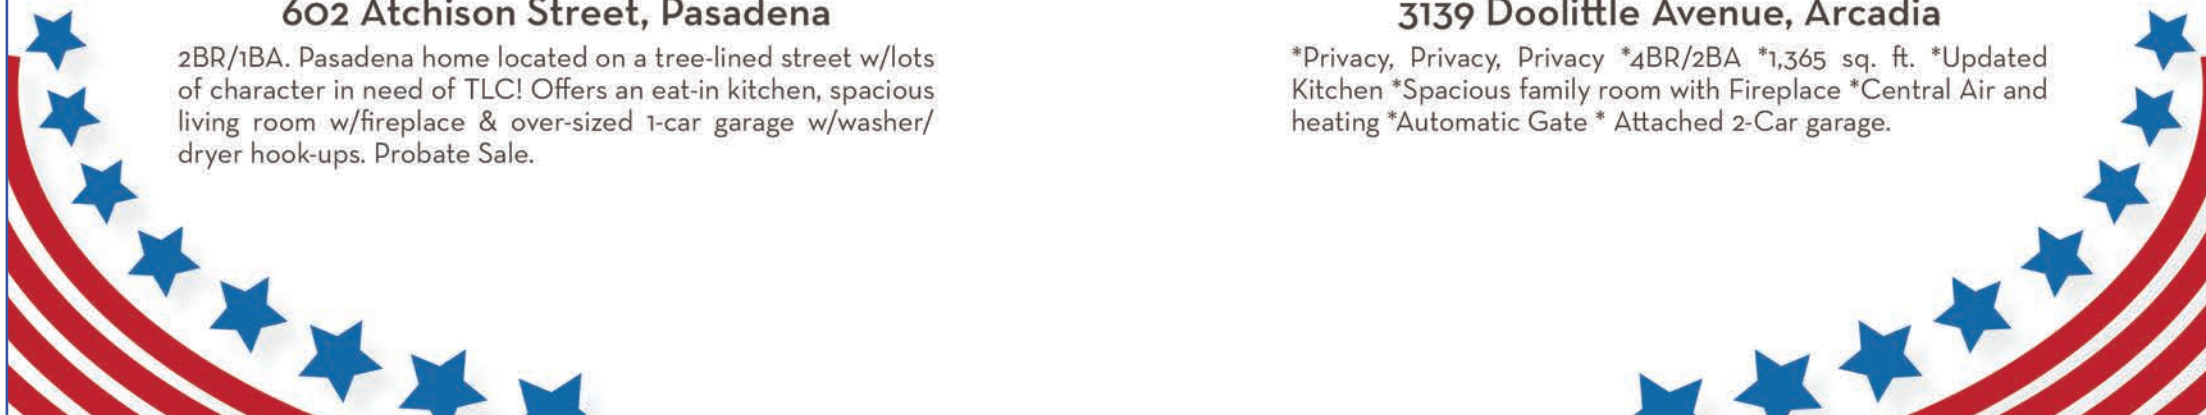 602 Atchison Street, Pasadena
2BR/1BA. Pasadena home located on a tree-lined street w/lots
of character in need of TLC! Offers an eat-in kitchen, spacious
living room w/fireplace & over-sized 1-car garage w/washer/
dryer hook-ups. Probate Sale.
3139 Doolittle Avenue, Arcadia
*Privacy, Privacy, Privacy *4BR/2BA *1,365 sq. ft. *Updated
Kitchen *Spacious family room with Fireplace *Central Air and
heating *Automatic Gate * Attached 2-Car garage.